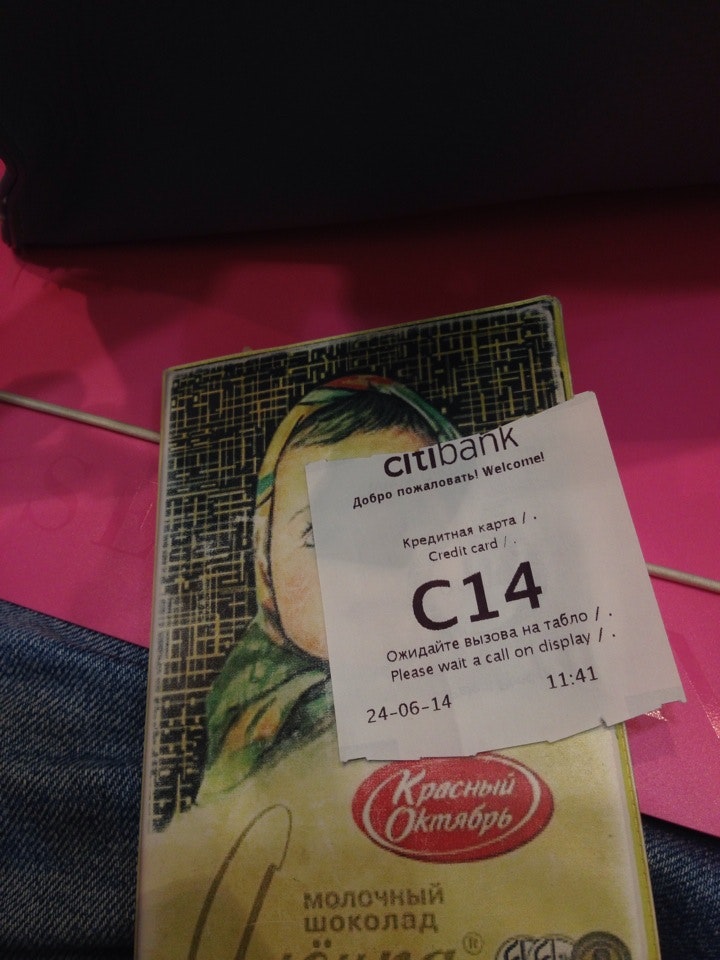 citibank
Добро пожаловать! Welcome!
Кредитная карта / .
Credit card / .
C14
Ожидайте вызова на табло / .
Please wait a call on display / .
24-06-14 11:41
Красный
Октябрь
МОЛОЧНЫЙ
ШОКОЛАД
®